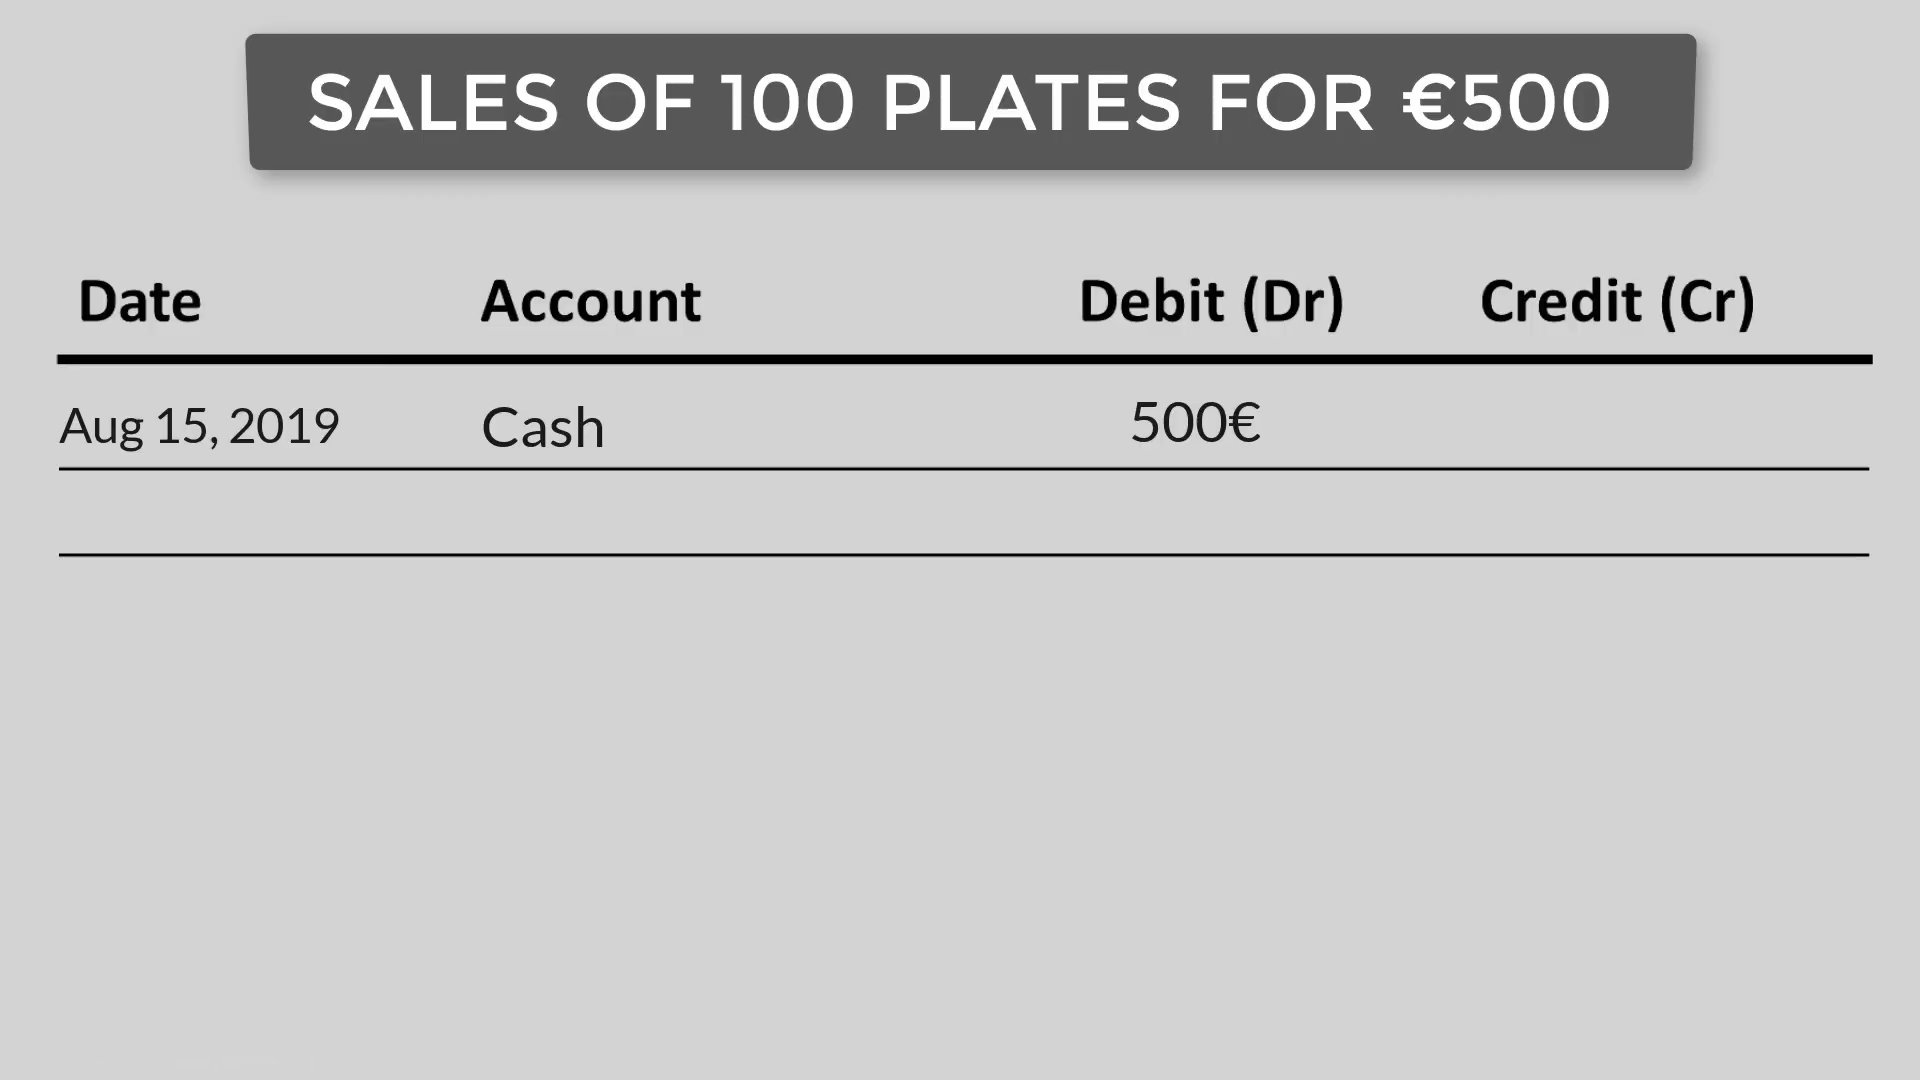 SALES OF 100 PLATES FOR €500
Date Account Debit (Dr) Credit (Cr)
Aug 15, 2019 Cash 500€